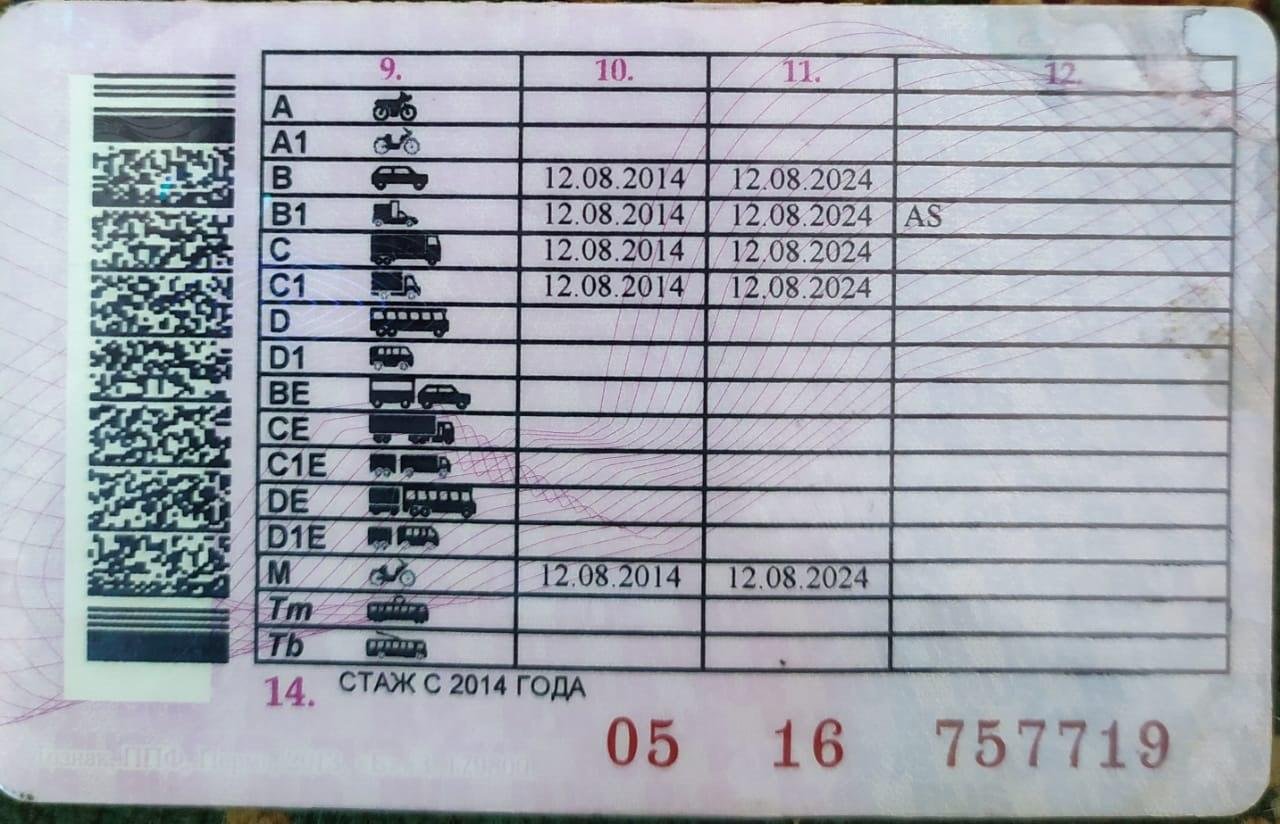 9. 10. 11. 12.
A
A1
B 12.08.2014 12.08.2024
B1 12.08.2014 12.08.2024 AS
C 12.08.2014 12.08.2024
C1 12.08.2014 12.08.2024
D
D1
BE
CE
C1E
DE
D1E
M 12.08.2014 12.08.2024
Tm
Tb
14. СТАЖ С 2014 ГОДА
05 16 757719